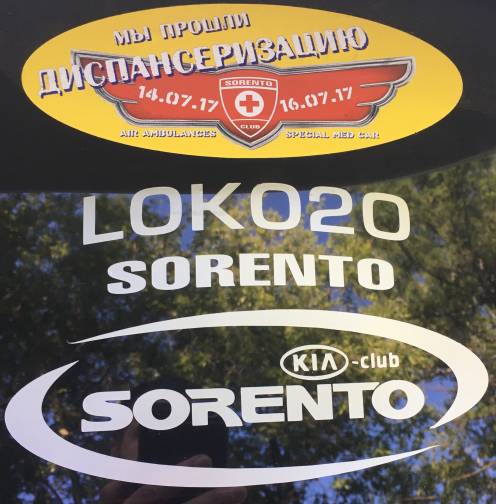 МЫ ПРОШЛИ
ДИСПАНСЕРИЗАЦИЮ
SORENTO
14.07.17 16.07.17
CLUB
AIR AMBULANCES SPECIAL MED CAR
LOKO20
SORENTO
KIA-club
SORENTO